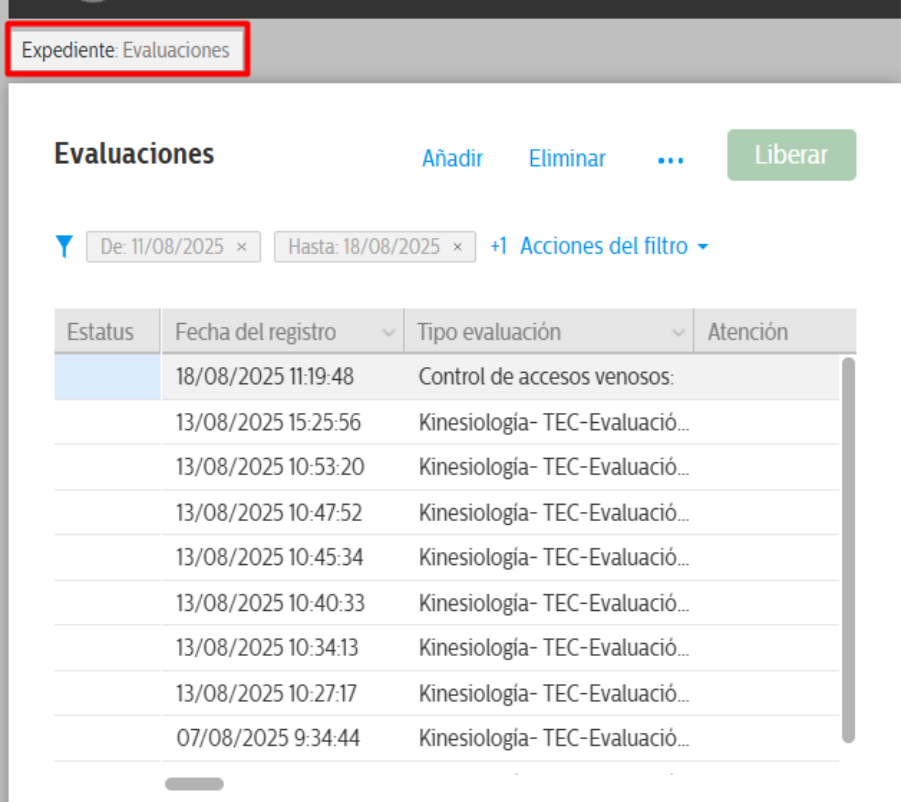 Expediente: Evaluaciones
Evaluaciones Añadir Eliminar ... Liberar
De: 11/08/2025 × Hasta: 18/08/2025 × +1 Acciones del filtro
Estatus Fecha del registro Tipo evaluación Atención
18/08/2025 11:19:48 Control de accesos venosos:
13/08/2025 15:25:56 Kinesiología- TEC-Evaluació...
13/08/2025 10:53:20 Kinesiología- TEC-Evaluació...
13/08/2025 10:47:52 Kinesiología- TEC-Evaluació...
13/08/2025 10:45:34 Kinesiología- TEC-Evaluació...
13/08/2025 10:40:33 Kinesiología- TEC-Evaluació...
13/08/2025 10:34:13 Kinesiología- TEC-Evaluació...
13/08/2025 10:27:17 Kinesiología- TEC-Evaluació...
07/08/2025 9:34:44 Kinesiología- TEC-Evaluació...